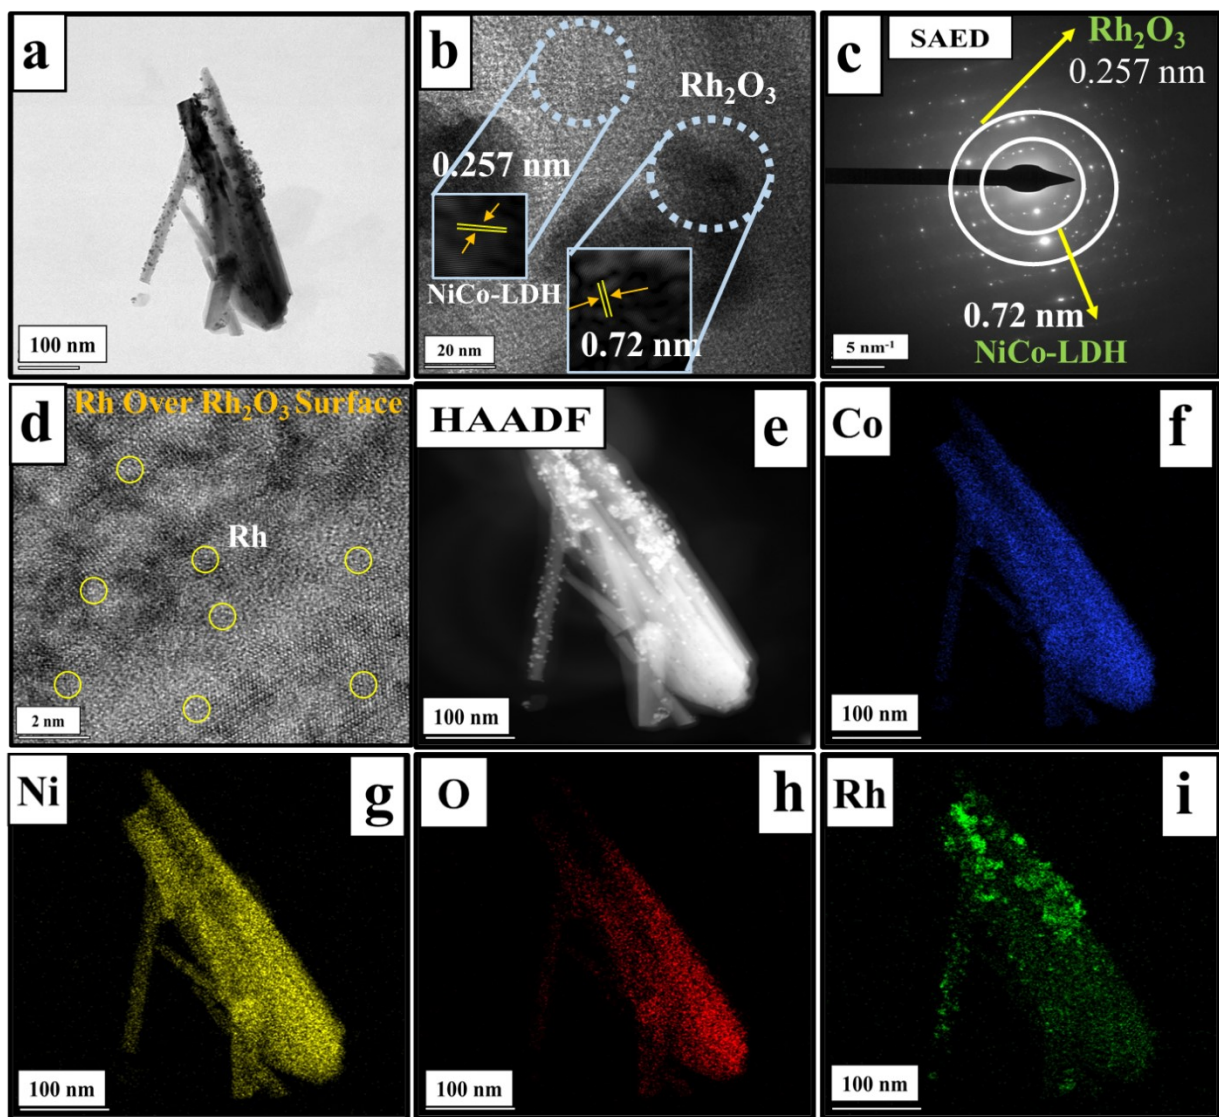 a
100 nm
b
Rh₂O₃
0.257 nm
NiCo-LDH
0.72 nm
20 nm
c
SAED
Rh₂O₃
0.257 nm
0.72 nm
NiCo-LDH
5 nm⁻¹
d
Rh Over Rh₂O₃ Surface
Rh
2 nm
HAADF
e
100 nm
Co
f
100 nm
Ni
g
100 nm
O
h
100 nm
Rh
i
100 nm